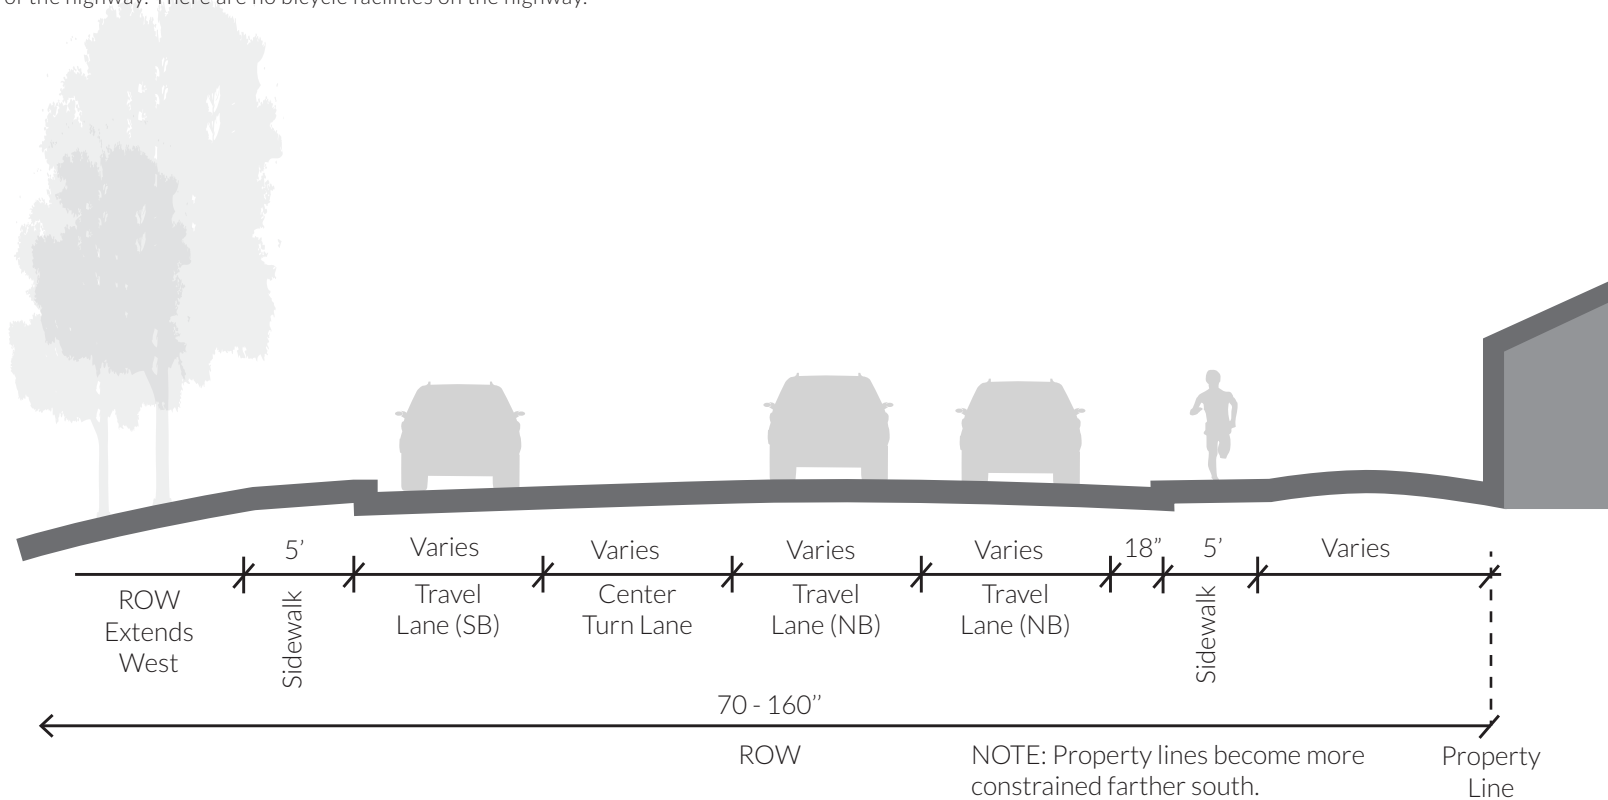 of the highway. There are no bicycle facilities on the highway.
5’
Varies
Varies
Varies
Varies
18”
5’
Varies
ROW
Extends
West
Sidewalk
Travel
Lane (SB)
Center
Turn Lane
Travel
Lane (NB)
Travel
Lane (NB)
Sidewalk
70 - 160’’
ROW
NOTE: Property lines become more
constrained farther south.
Property
Line